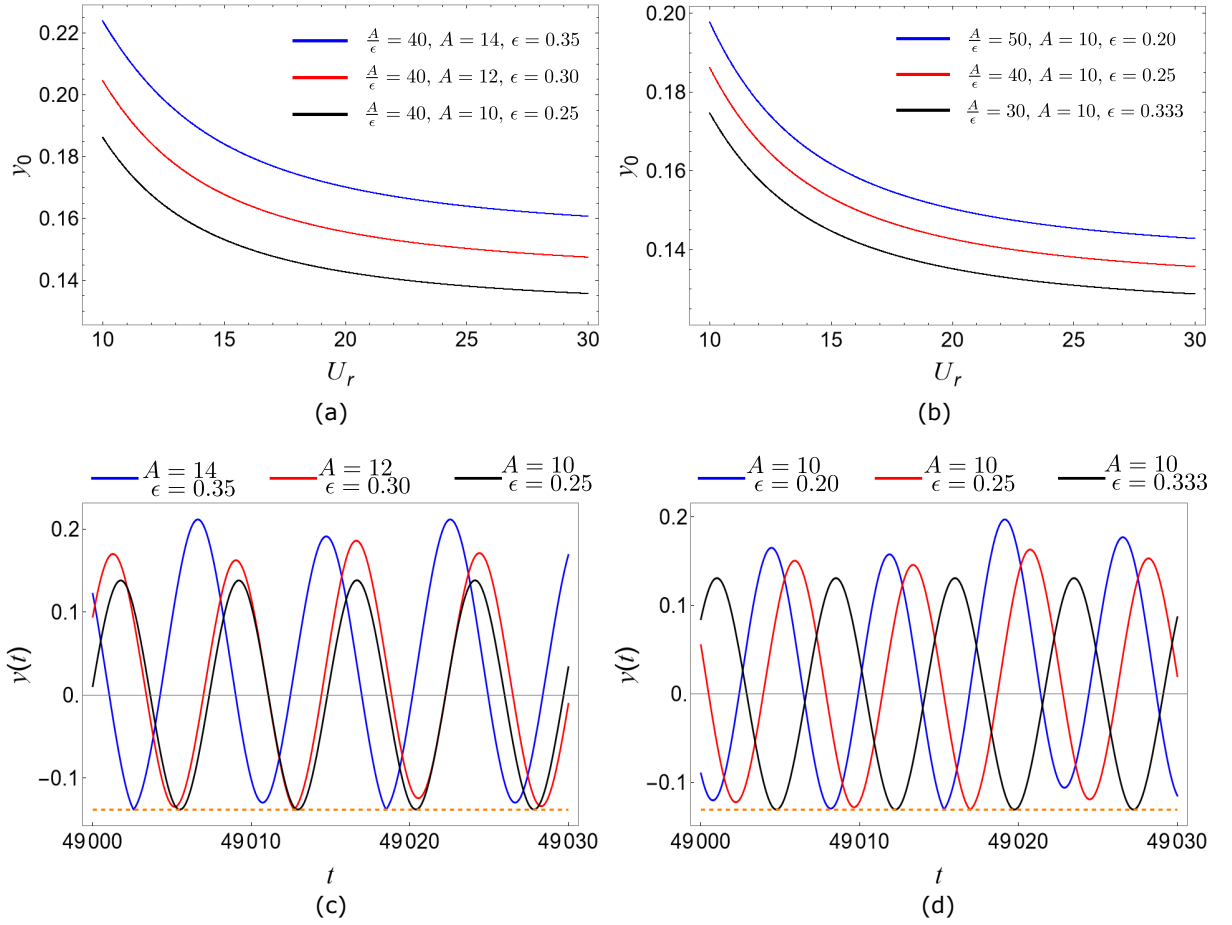 A/ϵ = 40, A = 14, ϵ = 0.35
A/ϵ = 40, A = 12, ϵ = 0.30
A/ϵ = 40, A = 10, ϵ = 0.25
0.22
0.20
0.18
0.16
0.14
y₀
10 15 20 25 30
U_r
(a)
A/ϵ = 50, A = 10, ϵ = 0.20
A/ϵ = 40, A = 10, ϵ = 0.25
A/ϵ = 30, A = 10, ϵ = 0.333
0.20
0.18
0.16
0.14
y₀
10 15 20 25 30
U_r
(b)
A = 14 A = 12 A = 10
ϵ = 0.35 ϵ = 0.30 ϵ = 0.25
0.2
0.1
0.
−0.1
y(t)
49000 49010 49020 49030
t
(c)
A = 10 A = 10 A = 10
ϵ = 0.20 ϵ = 0.25 ϵ = 0.333
0.2
0.1
0.
−0.1
y(t)
49000 49010 49020 49030
t
(d)